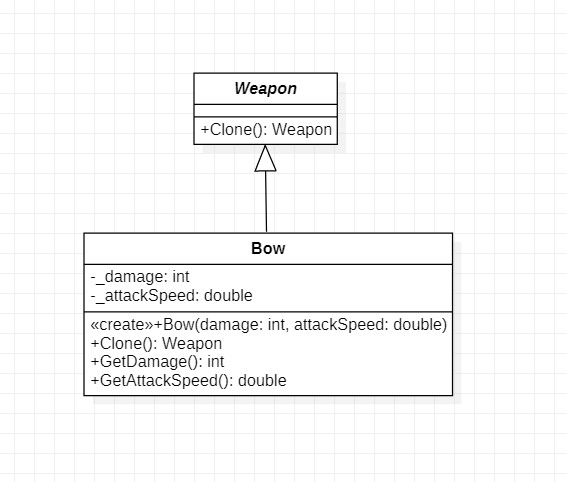 Weapon
+Clone(): Weapon
Bow
-_damage: int
-_attackSpeed: double
«create»+Bow(damage: int, attackSpeed: double)
+Clone(): Weapon
+GetDamage(): int
+GetAttackSpeed(): double